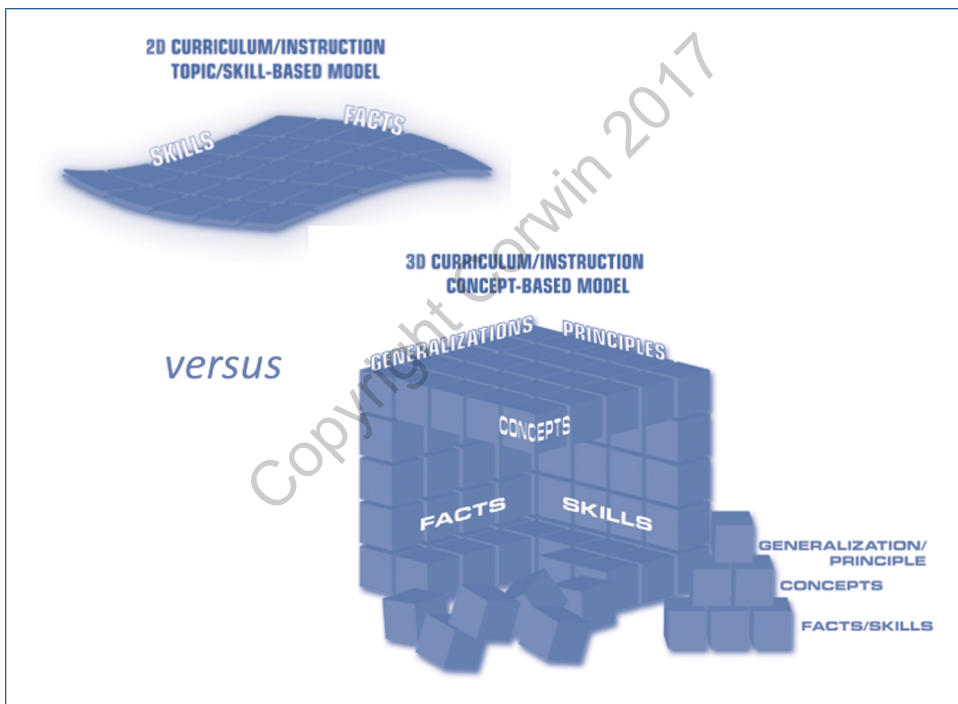 2D CURRICULUM/INSTRUCTION
TOPIC/SKILL-BASED MODEL
SKILLS
FACTS
3D CURRICULUM/INSTRUCTION
CONCEPT-BASED MODEL
versus
GENERALIZATIONS
PRINCIPLES
CONCEPTS
FACTS
SKILLS
GENERALIZATION/
PRINCIPLE
CONCEPTS
FACTS/SKILLS
Copyright Corwin 2017